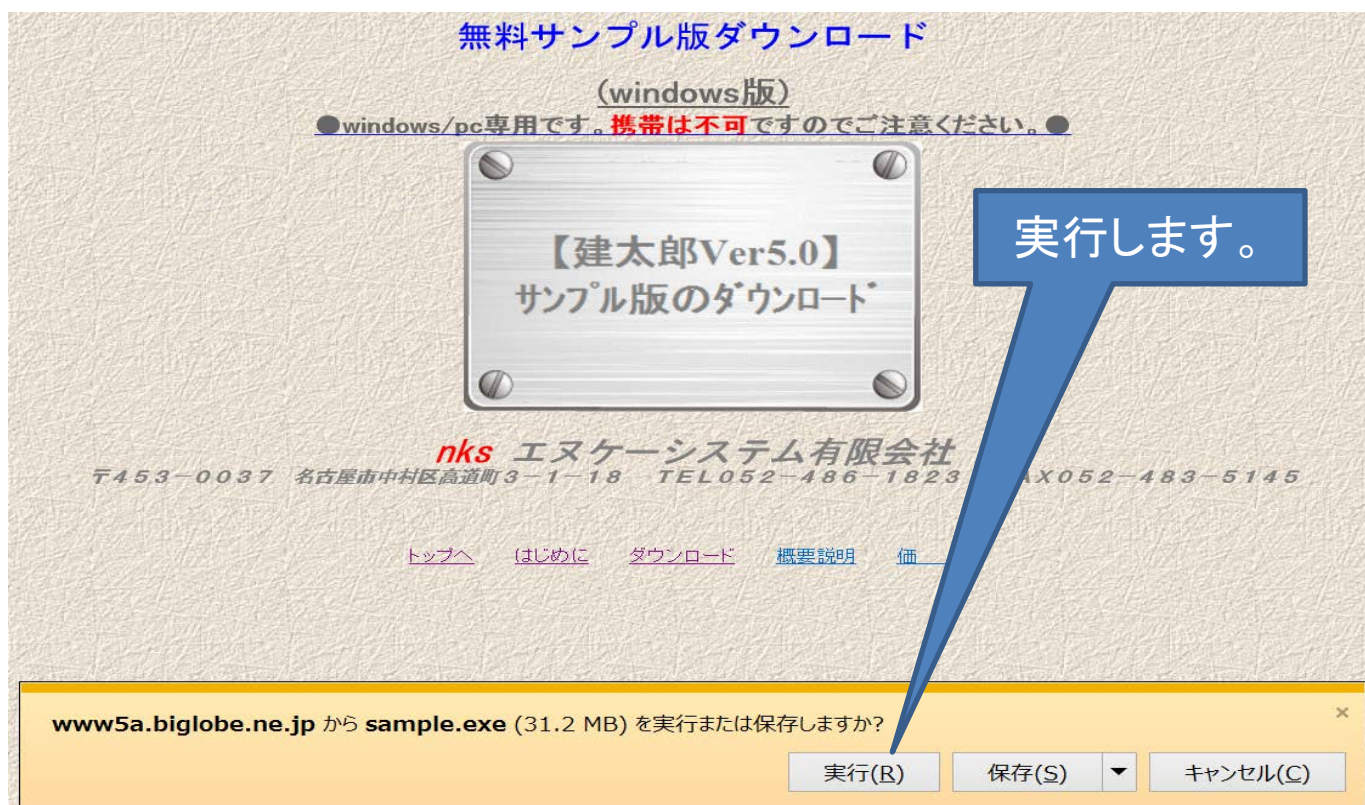 無料サンプル版ダウンロード
(windows版)
●windows/pc専用です。携帯は不可ですのでご注意ください。●
実行します。
【建太郎Ver5.0】
サンプル版のダウンロード
nks エヌケーシステム有限会社
〒453-0037 名古屋市中村区高道町3-1-18 TEL052-486-1823 AX052-483-5145
トップへ はじめに ダウンロード 概要説明 価
www5a.biglobe.ne.jp から sample.exe (31.2 MB) を実行または保存しますか?
×
実行(R) 保存(S) ▼ キャンセル(C)